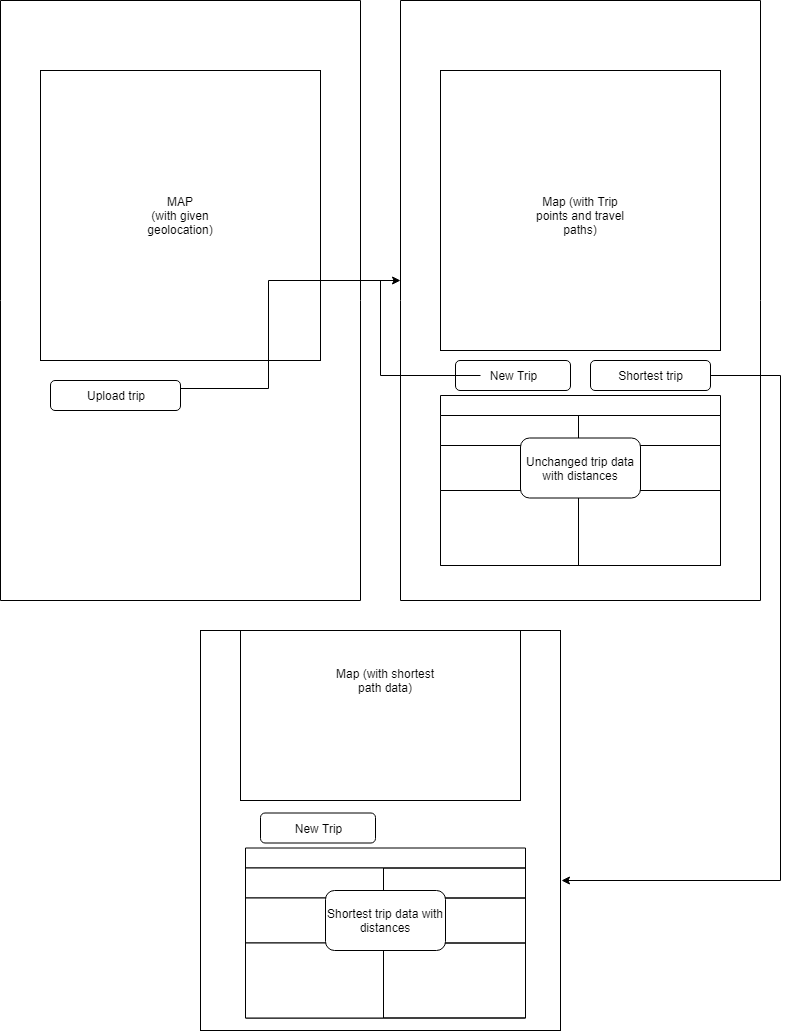 MAP
(with given
geolocation)
Upload trip
Map (with Trip
points and travel
paths)
New Trip
Shortest trip
Unchanged trip data
with distances
Map (with shortest
path data)
New Trip
Shortest trip data with
distances